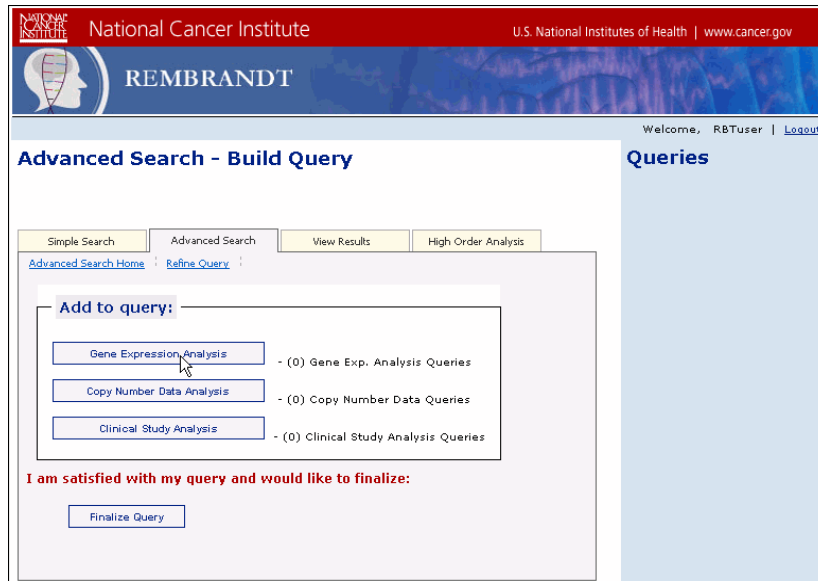 NATIONAL
CANCER
INSTITUTE
National Cancer Institute
U.S. National Institutes of Health | www.cancer.gov
REMBRANDT
Welcome, RBTuser | Logout
Advanced Search - Build Query
Queries
Simple Search
Advanced Search
View Results
High Order Analysis
Advanced Search Home
Refine Query
Add to query:
Gene Expression Analysis
- (0) Gene Exp. Analysis Queries
Copy Number Data Analysis
- (0) Copy Number Data Queries
Clinical Study Analysis
- (0) Clinical Study Analysis Queries
I am satisfied with my query and would like to finalize:
Finalize Query